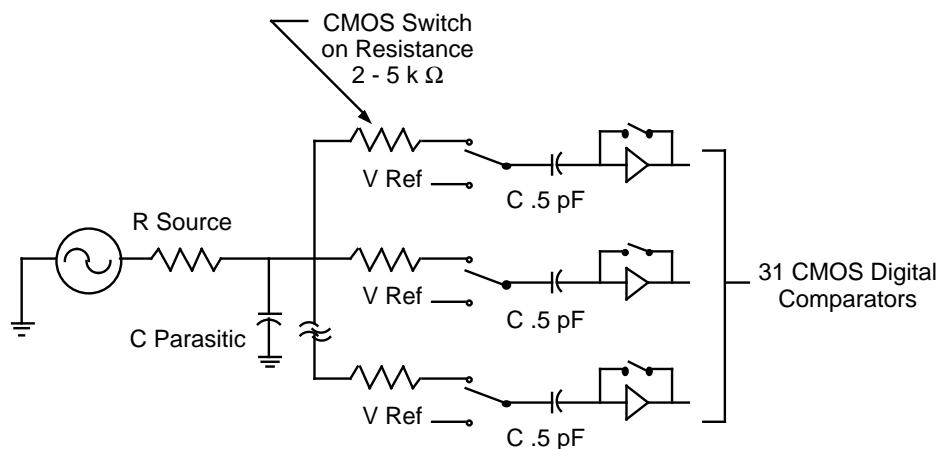 CMOS Switch
on Resistance
2 - 5 k Ω
V Ref
C .5 pF
R Source
V Ref
C .5 pF
31 CMOS Digital
Comparators
C Parasitic
V Ref
C .5 pF